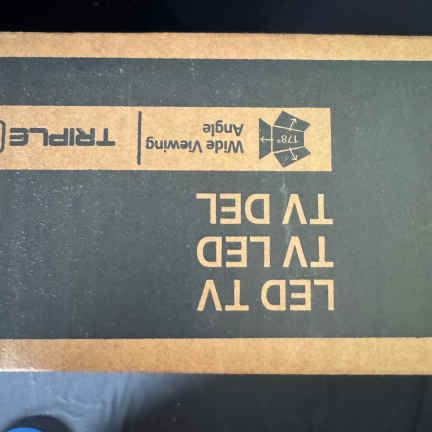 LED TV
TV LED
TV DEL
178°
Wide Viewing
Angle
TRIPLE